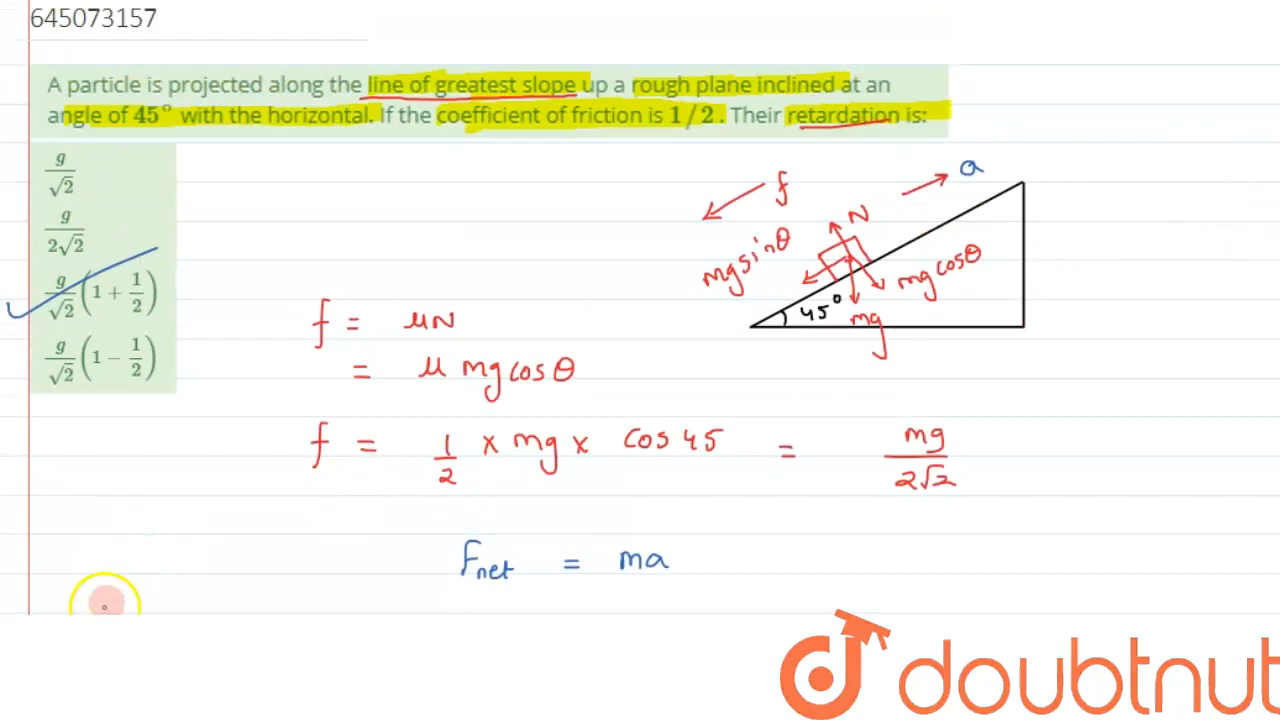 645073157
A particle is projected along the line of greatest slope up a rough plane inclined at an
angle of 45° with the horizontal. If the coefficient of friction is 1/2. Their retardation is:
g/√2
g/2√2
g/√2 (1 + 1/2)
g/√2 (1 − 1/2)
a
f
N
mg sinθ
mg cosθ
45°
mg
f = μN
= μ mg cosθ
f = 1/2 × mg × cos 45 = mg/2√2
Fnet = ma
doubtnut